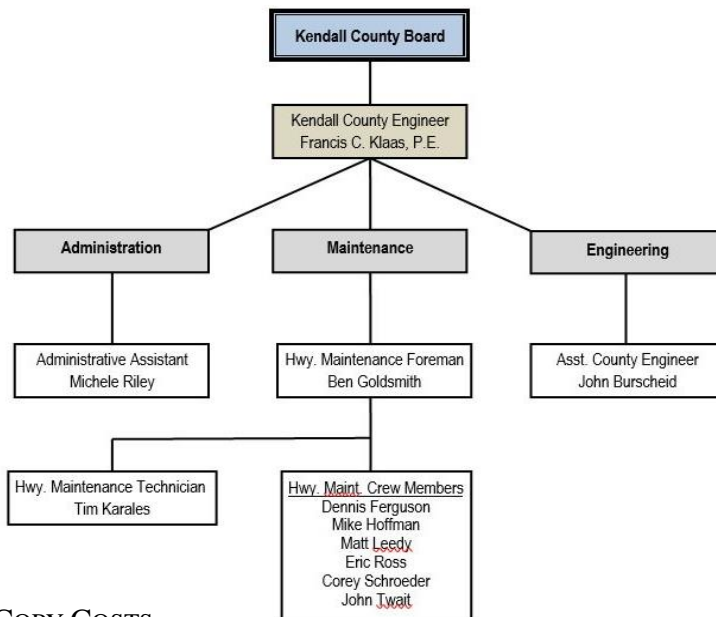 Kendall County Board
Kendall County Engineer
Francis C. Klaas, P.E.
Administration
Maintenance
Engineering
Administrative Assistant
Michele Riley
Hwy. Maintenance Foreman
Ben Goldsmith
Asst. County Engineer
John Burscheid
Hwy. Maintenance Technician
Tim Karales
Hwy. Maint. Crew Members
Dennis Ferguson
Mike Hoffman
Matt Leedy
Eric Ross
Corey Schroeder
John Twait
COPY COSTS